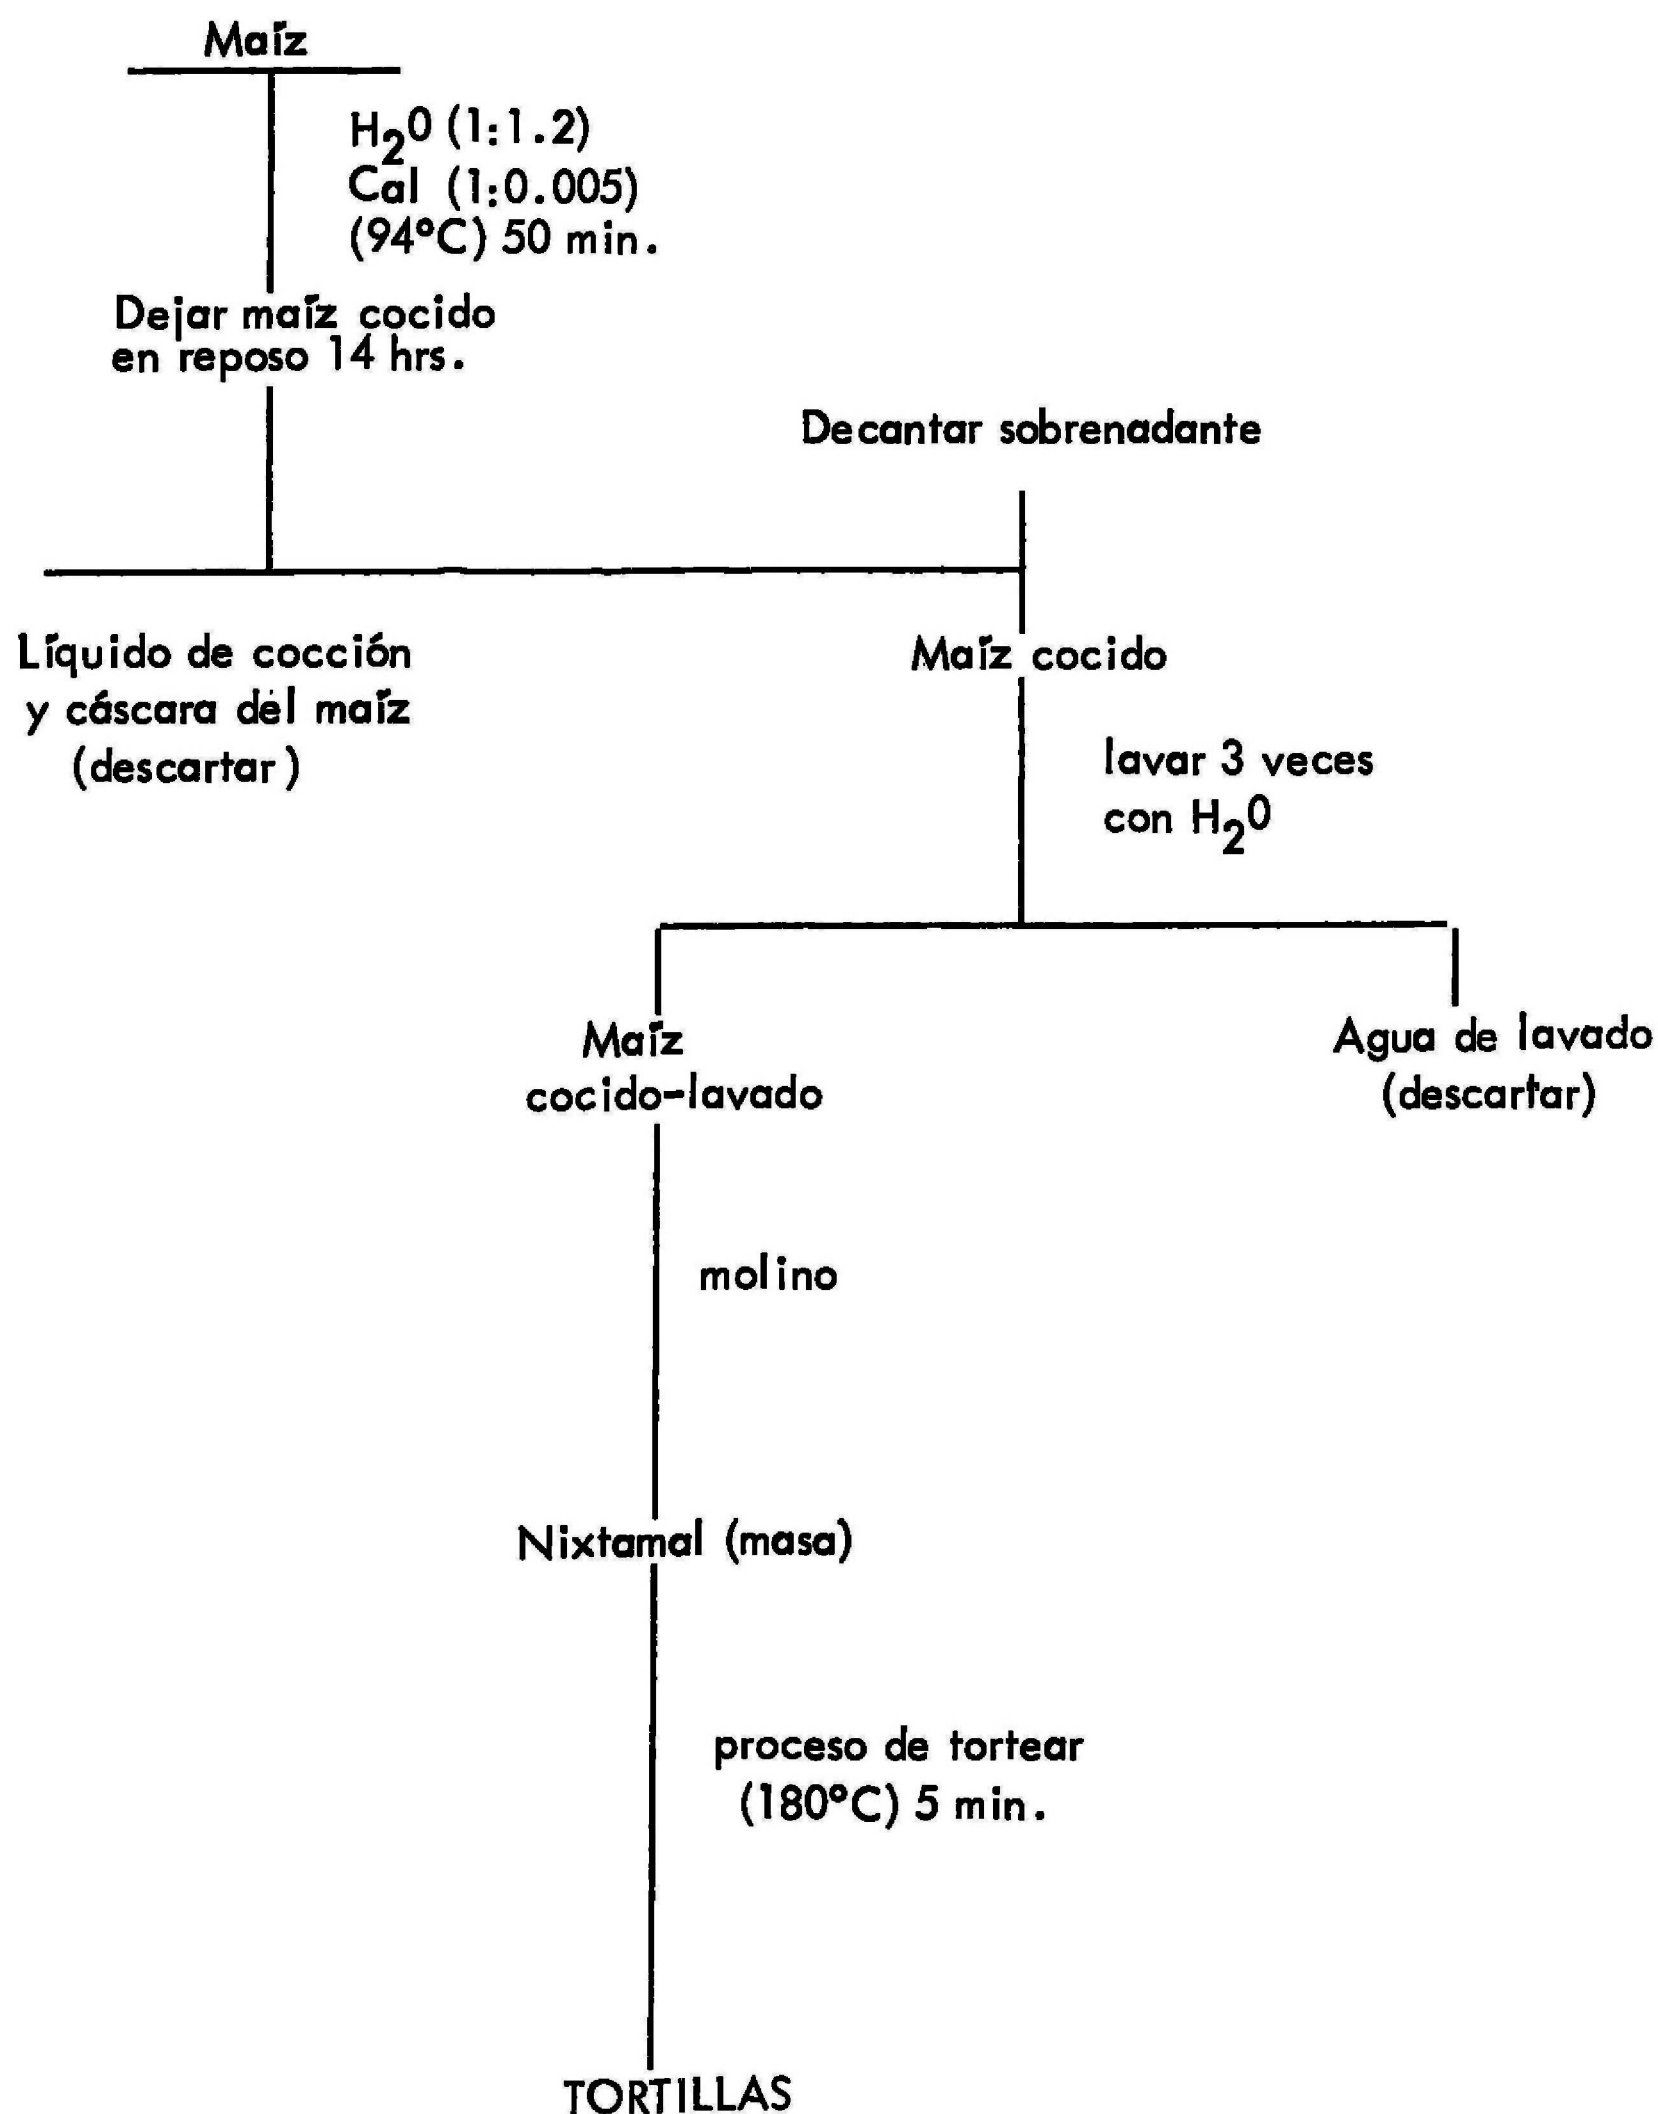 Maíz
H₂0 (1:1.2)
Cal (1:0.005)
(94°C) 50 min.
Dejar maíz cocido
en reposo 14 hrs.
Decantar sobrenadante
Líquido de cocción
y cáscara del maíz
(descartar)
Maíz cocido
lavar 3 veces
con H₂0
Maíz
cocido-lavado
Agua de lavado
(descartar)
molino
Nixtamal (masa)
proceso de tortear
(180°C) 5 min.
TORTILLAS